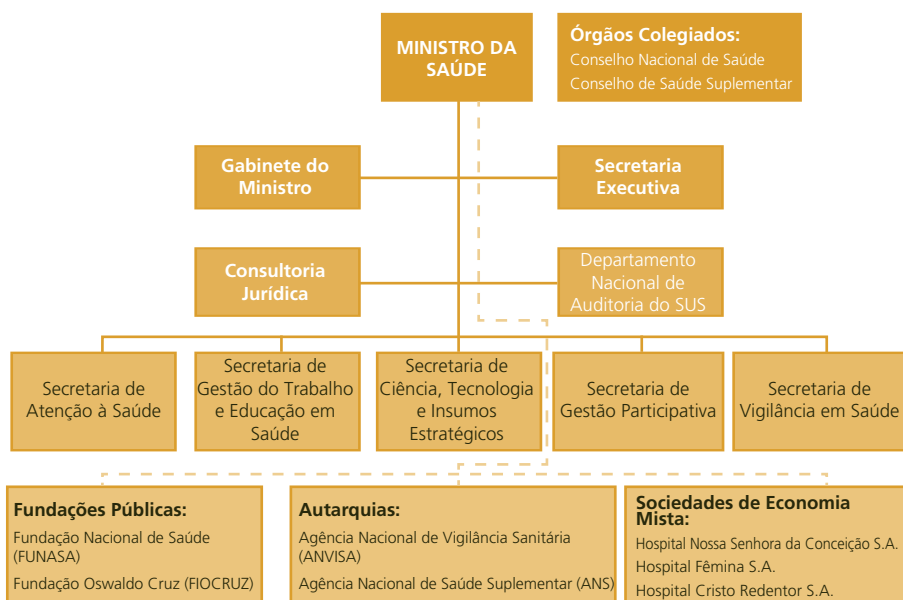 MINISTRO DA
SAÚDE
Órgãos Colegiados:
Conselho Nacional de Saúde
Conselho de Saúde Suplementar
Gabinete do
Ministro
Secretaria
Executiva
Consultoria
Jurídica
Departamento
Nacional de
Auditoria do SUS
Secretaria de
Atenção à Saúde
Secretaria de
Gestão do Trabalho
e Educação em
Saúde
Secretaria de
Ciência, Tecnologia
e Insumos
Estratégicos
Secretaria de
Gestão Participativa
Secretaria de
Vigilância em Saúde
Fundações Públicas:
Fundação Nacional de Saúde
(FUNASA)
Fundação Oswaldo Cruz (FIOCRUZ)
Autarquias:
Agência Nacional de Vigilância Sanitária
(ANVISA)
Agência Nacional de Saúde Suplementar (ANS)
Sociedades de Economia
Mista:
Hospital Nossa Senhora da Conceição S.A.
Hospital Fêmina S.A.
Hospital Cristo Redentor S.A.